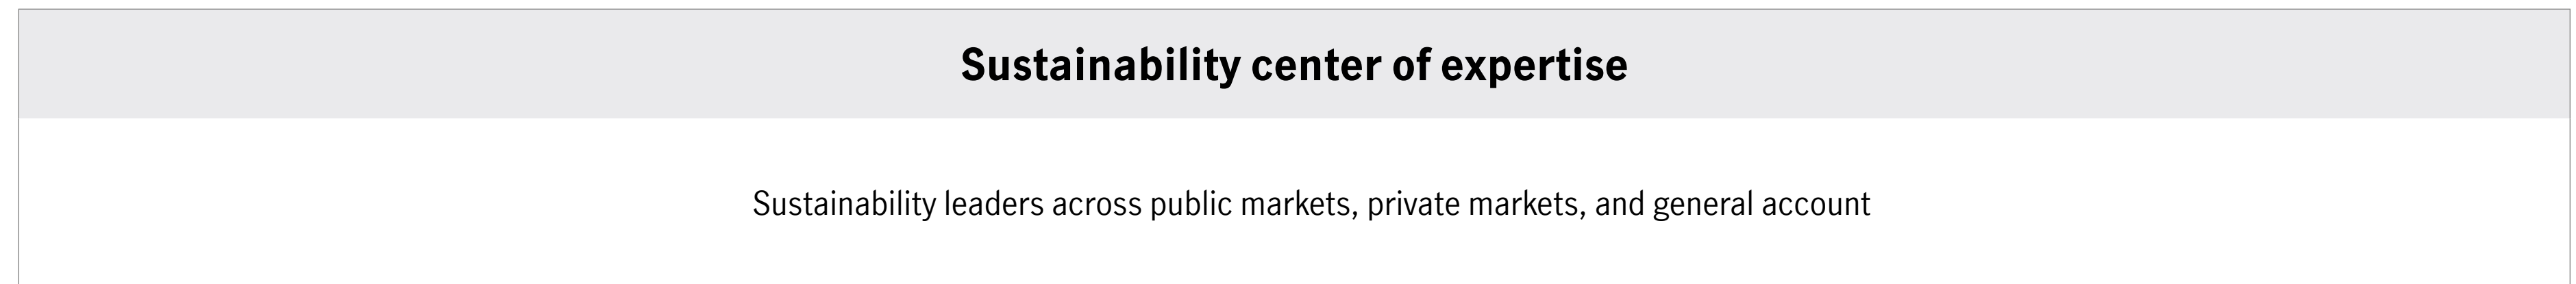 Sustainability center of expertise
Sustainability leaders across public markets, private markets, and general account